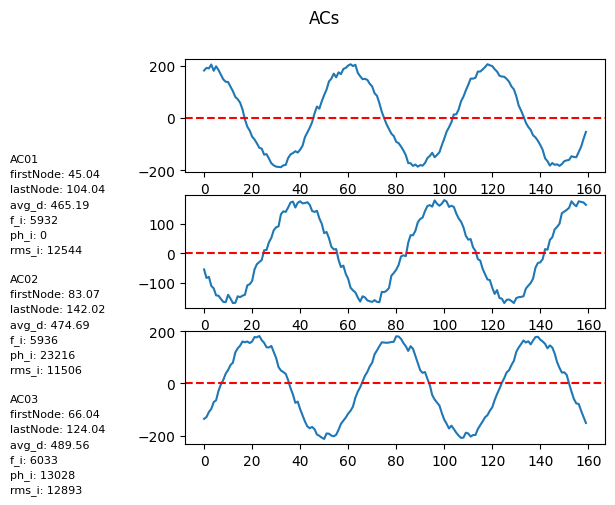 ACs
200
0
−200
0 20 40 60 80 100 120 140 160
100
0
−100
0 20 40 60 80 100 120 140 160
200
0
−200
0 20 40 60 80 100 120 140 160
AC01
firstNode: 45.04
lastNode: 104.04
avg_d: 465.19
f_i: 5932
ph_i: 0
rms_i: 12544
AC02
firstNode: 83.07
lastNode: 142.02
avg_d: 474.69
f_i: 5936
ph_i: 23216
rms_i: 11506
AC03
firstNode: 66.04
lastNode: 124.04
avg_d: 489.56
f_i: 6033
ph_i: 13028
rms_i: 12893